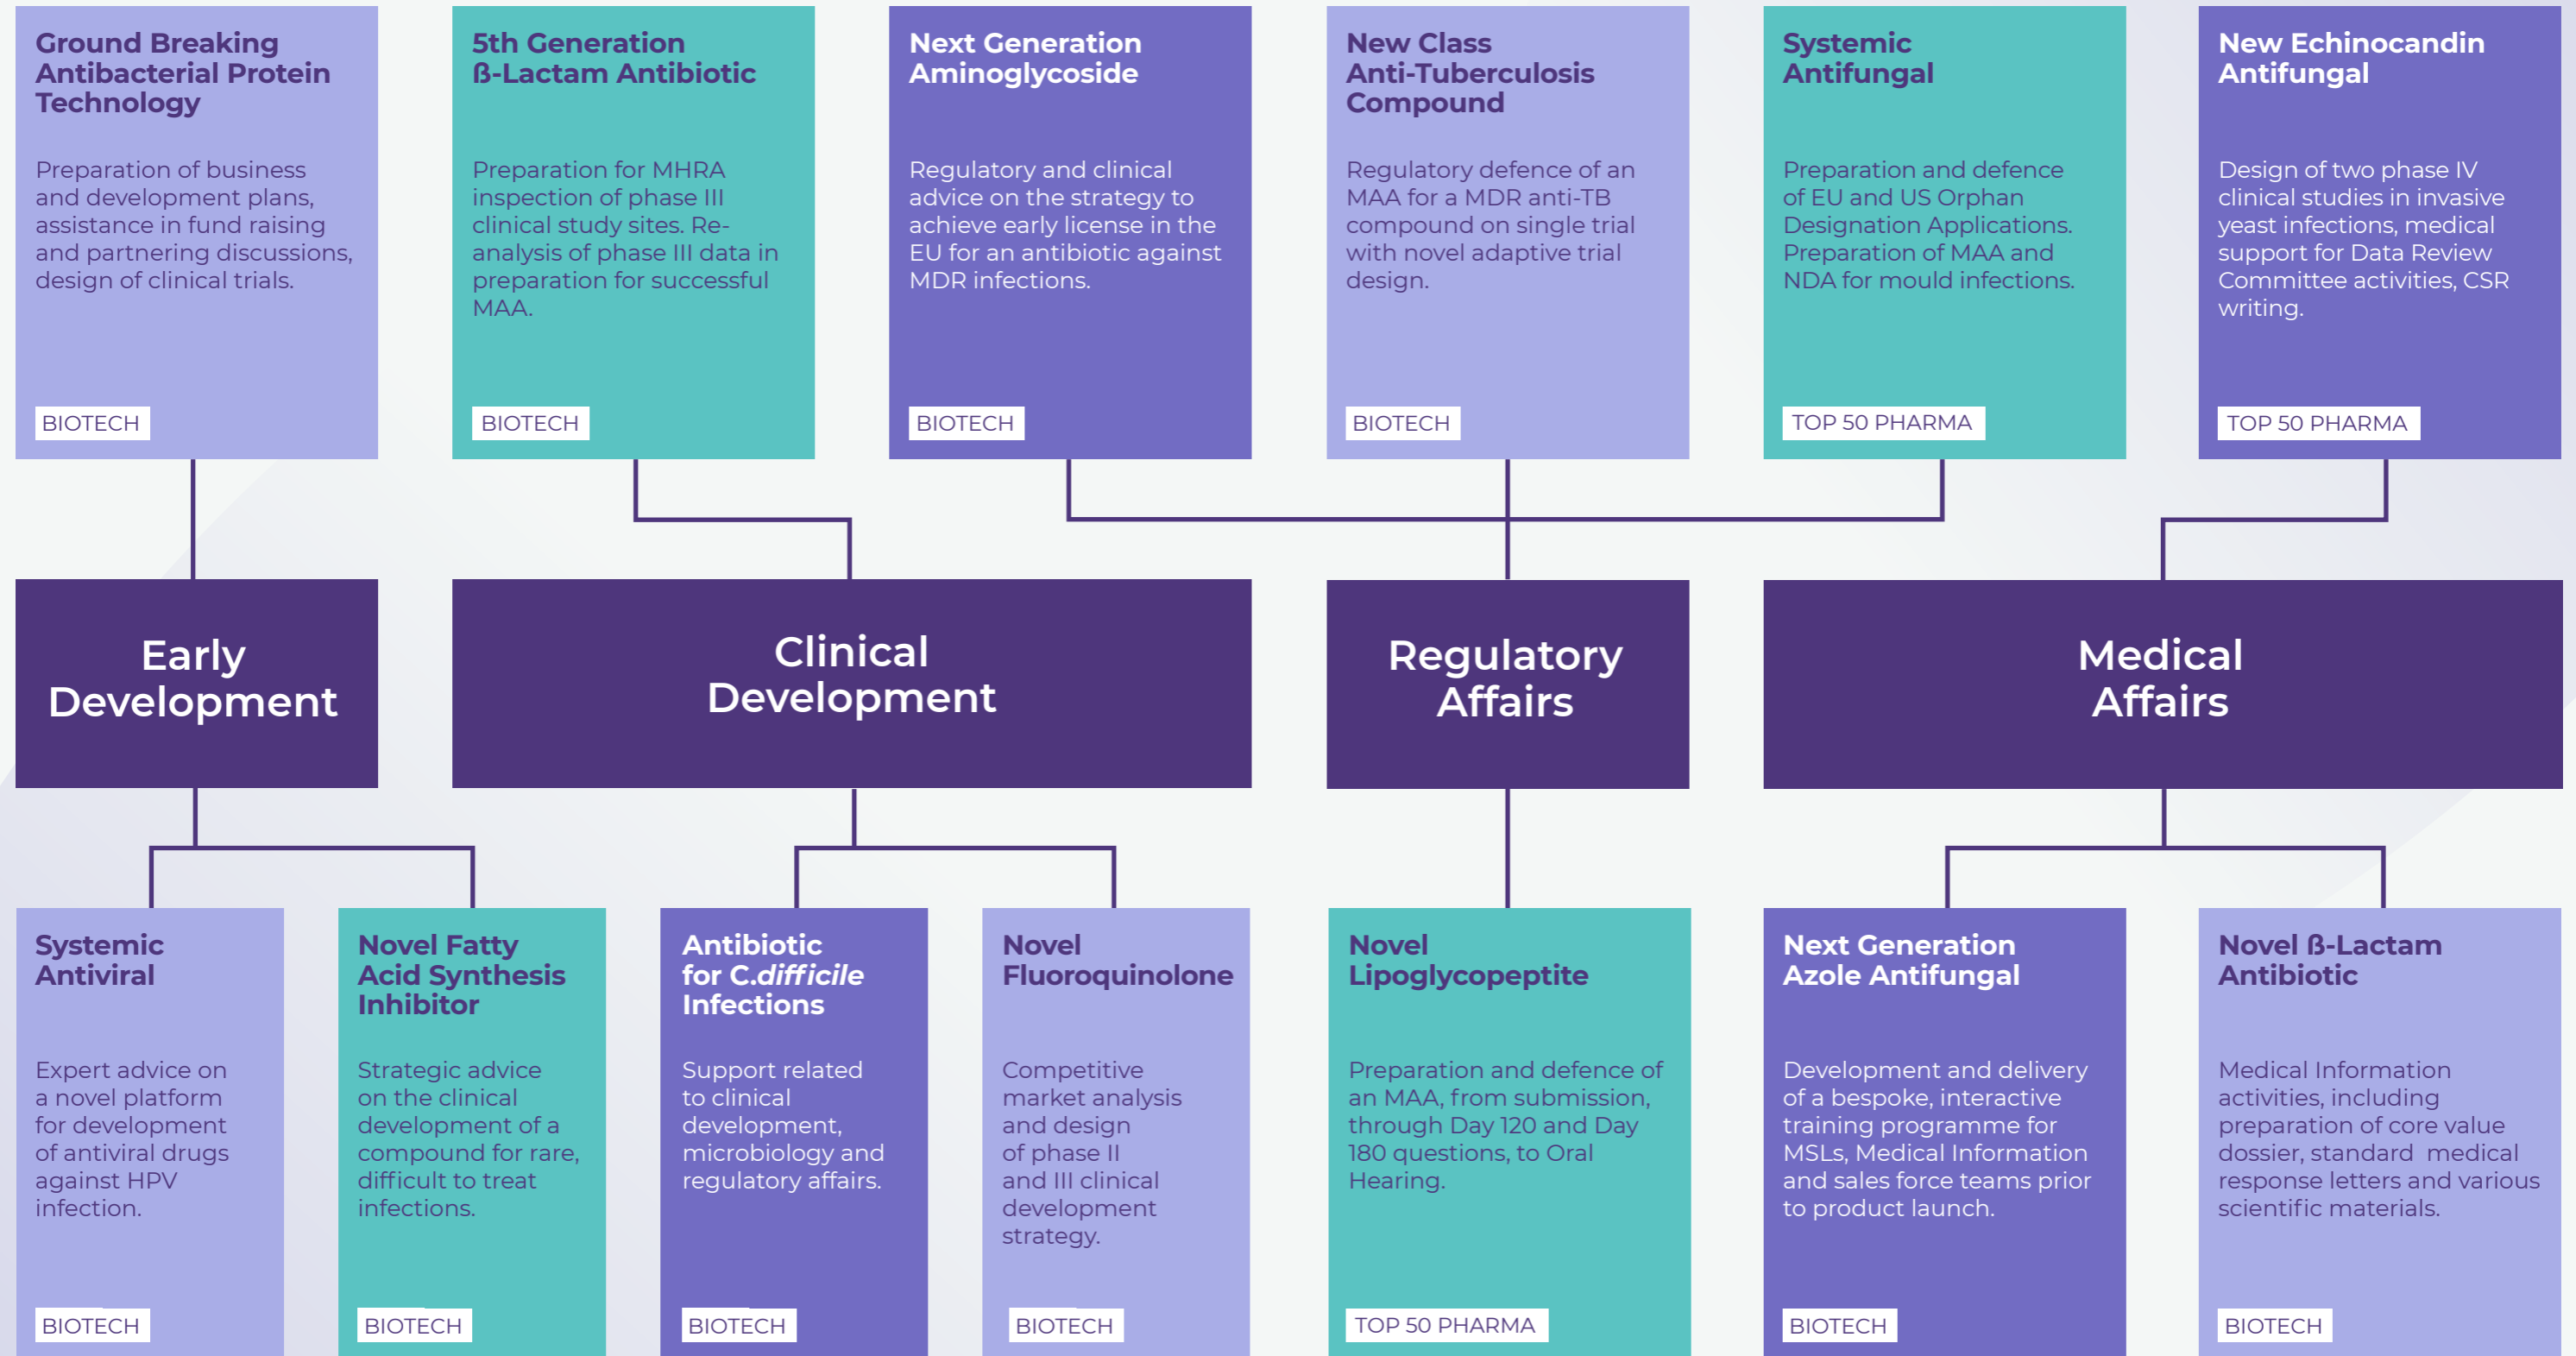 Ground Breaking
Antibacterial Protein
Technology
Preparation of business
and development plans,
assistance in fund raising
and partnering discussions,
design of clinical trials.
BIOTECH
5th Generation
ß-Lactam Antibiotic
Preparation for MHRA
inspection of phase III
clinical study sites. Re-
analysis of phase III data in
preparation for successful
MAA.
BIOTECH
Next Generation
Aminoglycoside
Regulatory and clinical
advice on the strategy to
achieve early license in the
EU for an antibiotic against
MDR infections.
BIOTECH
New Class
Anti-Tuberculosis
Compound
Regulatory defence of an
MAA for a MDR anti-TB
compound on single trial
with novel adaptive trial
design.
BIOTECH
Systemic
Antifungal
Preparation and defence
of EU and US Orphan
Designation Applications.
Preparation of MAA and
NDA for mould infections.
TOP 50 PHARMA
New Echinocandin
Antifungal
Design of two phase IV
clinical studies in invasive
yeast infections, medical
support for Data Review
Committee activities, CSR
writing.
TOP 50 PHARMA
Early
Development
Clinical
Development
Regulatory
Affairs
Medical
Affairs
Systemic
Antiviral
Expert advice on
a novel platform
for development
of antiviral drugs
against HPV
infection.
BIOTECH
Novel Fatty
Acid Synthesis
Inhibitor
Strategic advice
on the clinical
development of a
compound for rare,
difficult to treat
infections.
BIOTECH
Antibiotic
for C.difficile
Infections
Support related
to clinical
development,
microbiology and
regulatory affairs.
BIOTECH
Novel
Fluoroquinolone
Competitive
market analysis
and design
of phase II
and III clinical
development
strategy.
BIOTECH
Novel
Lipoglycopeptite
Preparation and defence of
an MAA, from submission,
through Day 120 and Day
180 questions, to Oral
Hearing.
TOP 50 PHARMA
Next Generation
Azole Antifungal
Development and delivery
of a bespoke, interactive
training programme for
MSLs, Medical Information
and sales force teams prior
to product launch.
BIOTECH
Novel ß-Lactam
Antibiotic
Medical Information
activities, including
preparation of core value
dossier, standard  medical
response letters and various
scientific materials.
BIOTECH